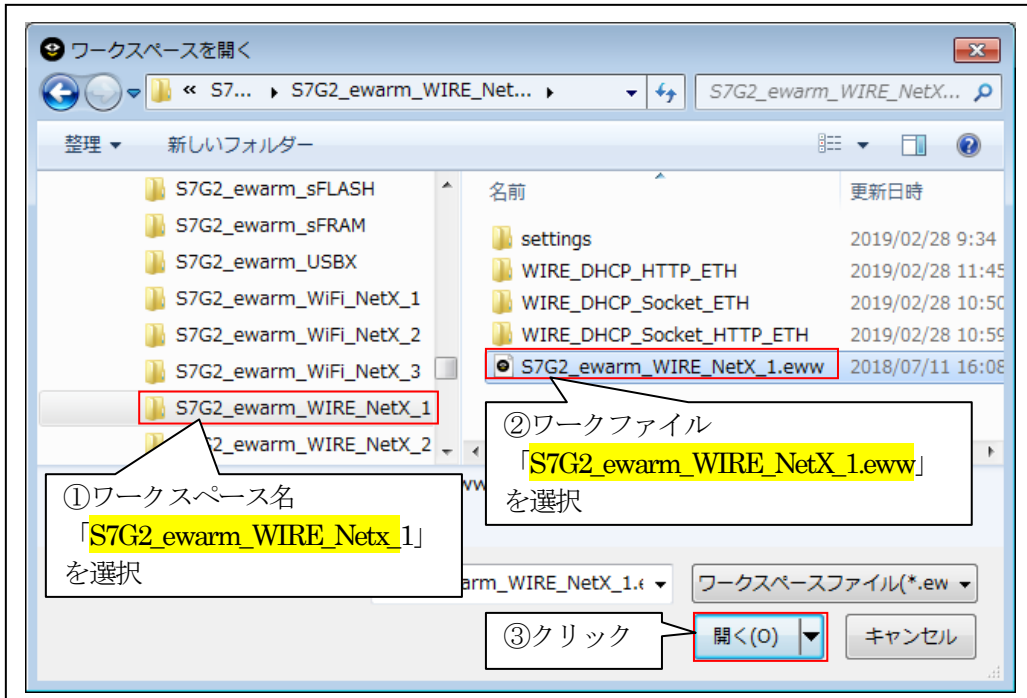 ワークスペースを開く
« S7... ▸ S7G2_ewarm_WIRE_Net... ▸
S7G2_ewarm_WIRE_NetX...
整理 ▼ 新しいフォルダー
S7G2_ewarm_sFLASH
S7G2_ewarm_sFRAM
S7G2_ewarm_USBX
S7G2_ewarm_WiFi_NetX_1
S7G2_ewarm_WiFi_NetX_2
S7G2_ewarm_WiFi_NetX_3
S7G2_ewarm_WIRE_NetX_1
2_ewarm_WIRE_NetX_2
名前 更新日時
settings 2019/02/28 9:34
WIRE_DHCP_HTTP_ETH 2019/02/28 11:45
WIRE_DHCP_Socket_ETH 2019/02/28 10:50
WIRE_DHCP_Socket_HTTP_ETH 2019/02/28 10:59
S7G2_ewarm_WIRE_NetX_1.eww 2018/07/11 16:08
①ワークスペース名
「S7G2_ewarm_WIRE_Netx_1」
を選択
②ワークファイル
「S7G2_ewarm_WIRE_NetX_1.eww」
を選択
arm_WIRE_NetX_1.e
ワークスペースファイル(*.ew
③クリック
開く(O)
キャンセル